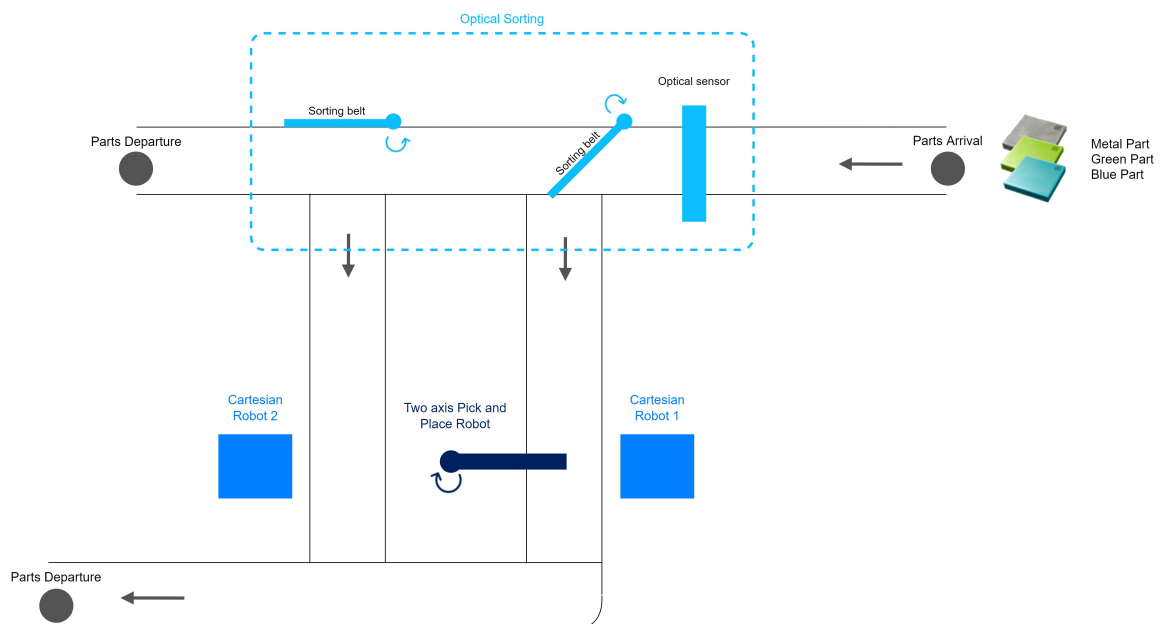 Optical Sorting
Optical sensor
Sorting belt
Sorting belt
Parts Departure
Parts Arrival
Metal Part
Green Part
Blue Part
Cartesian
Robot 2
Two axis Pick and
Place Robot
Cartesian
Robot 1
Parts Departure